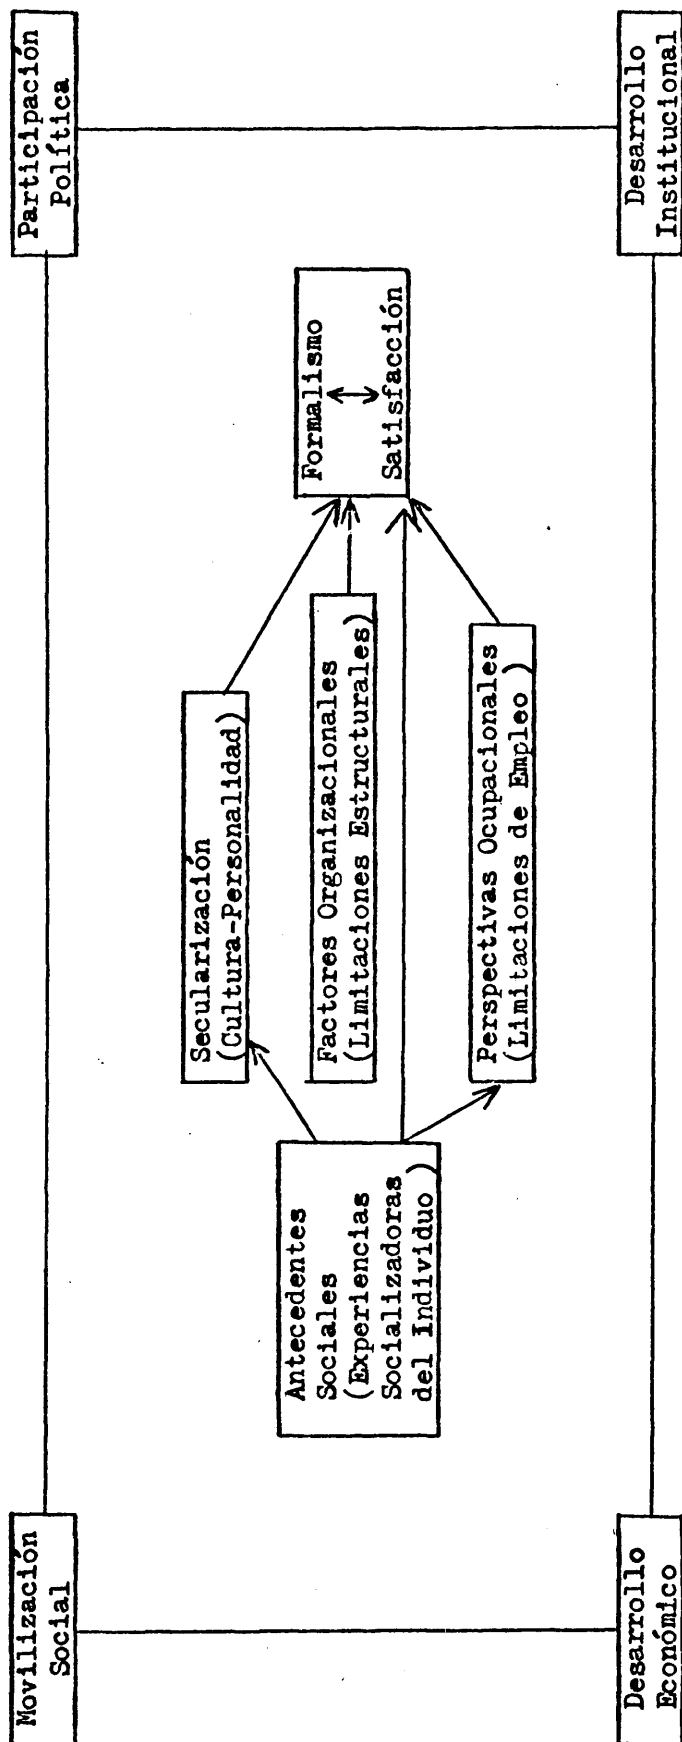 Movilización
Social
Participación
Política
Secularización
(Cultura-Personalidad)
Antecedentes
Sociales
(Experiencias
Socializadoras
del Individuo)
Factores Organizacionales
(Limitaciones Estructurales)
Formalismo
Satisfacción
Perspectivas Ocupacionales
(Limitaciones de Empleo )
Desarrollo
Económico
Desarrollo
Institucional